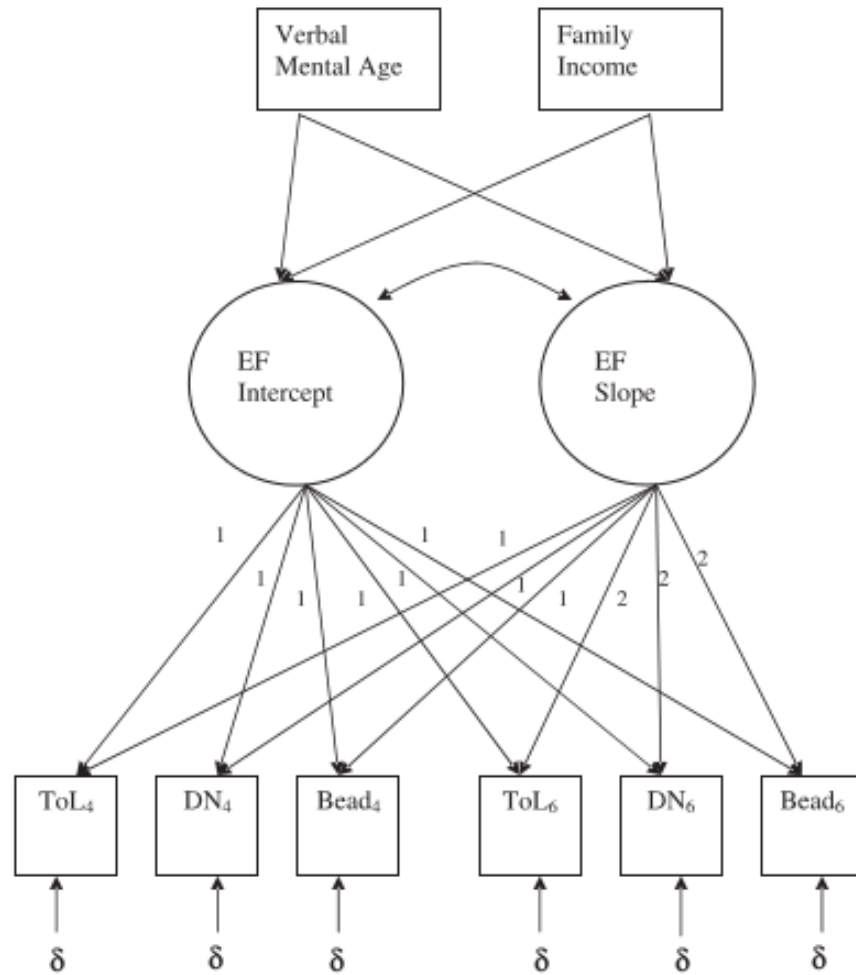 Verbal
Mental Age
Family
Income
EF
Intercept
EF
Slope
1
1
1
1
1
1
1
1
1
2
2
2
ToL₄
DN₄
Bead₄
ToL₆
DN₆
Bead₆
δ
δ
δ
δ
δ
δ